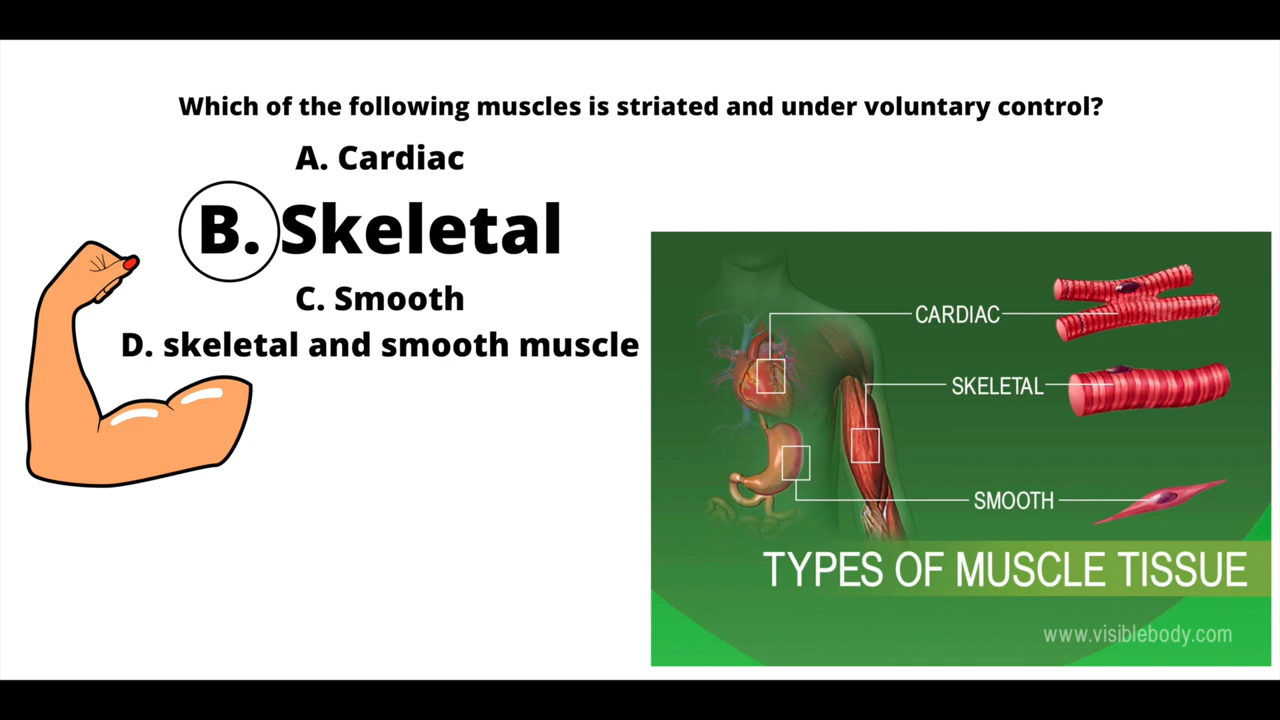 Which of the following muscles is striated and under voluntary control?
A. Cardiac
B. Skeletal
C. Smooth
D. skeletal and smooth muscle
CARDIAC
SKELETAL
SMOOTH
TYPES OF MUSCLE TISSUE
www.visiblebody.com